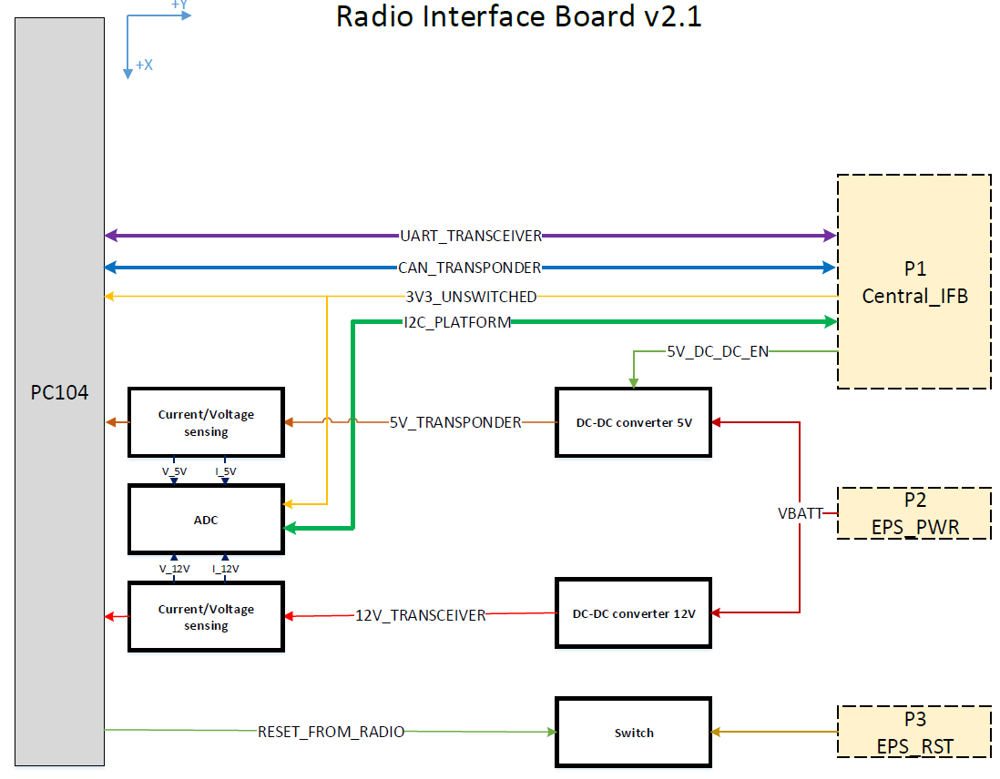 Radio Interface Board v2.1
+Y
+X
PC104
UART_TRANSCEIVER
CAN_TRANSPONDER
3V3_UNSWITCHED
I2C_PLATFORM
5V_DC_DC_EN
P1
Central_IFB
Current/Voltage
sensing
5V_TRANSPONDER
DC-DC converter 5V
V_5V
I_5V
ADC
VBATT
P2
EPS_PWR
V_12V
I_12V
Current/Voltage
sensing
12V_TRANSCEIVER
DC-DC converter 12V
RESET_FROM_RADIO
Switch
P3
EPS_RST